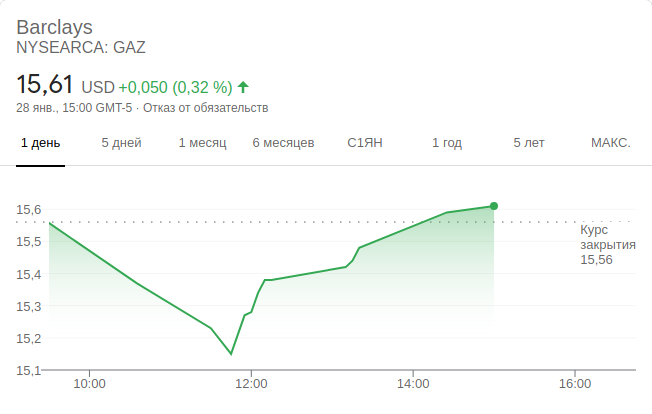 Barclays
NYSEARCA: GAZ
15,61 USD +0,050 (0,32 %)
28 янв., 15:00 GMT-5 · Отказ от обязательств
1 день 5 дней 1 месяц 6 месяцев С1ЯН 1 год 5 лет МАКС.
15,6
Курс
закрытия
15,56
15,5
15,4
15,3
15,2
15,1
10:00 12:00 14:00 16:00